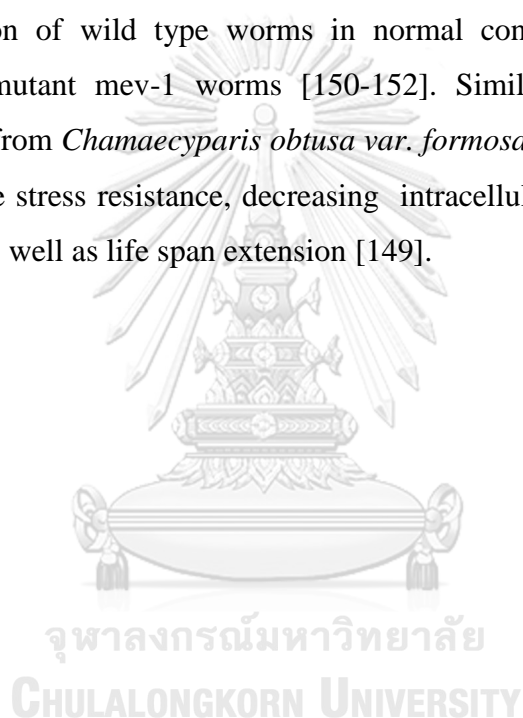 on of wild type worms in normal con
mutant mev-1 worms [150-152]. Simil
from Chamaecyparis obtusa var. formosa
e stress resistance, decreasing intracellul
well as life span extension [149].
จุฬาลงกรณ์มหาวิทยาลัย
CHULALONGKORN UNIVERSITY